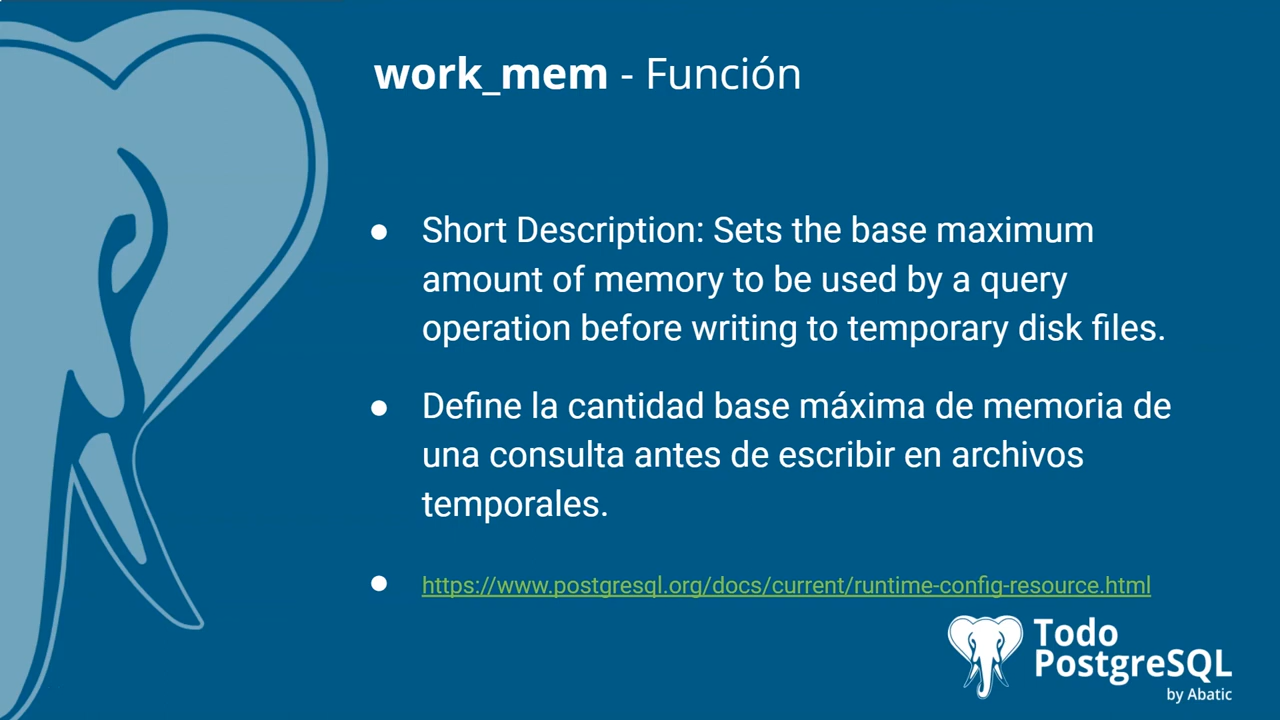 work_mem - Función
● Short Description: Sets the base maximum
amount of memory to be used by a query
operation before writing to temporary disk files.
● Define la cantidad base máxima de memoria de
una consulta antes de escribir en archivos
temporales.
● https://www.postgresql.org/docs/current/runtime-config-resource.html
Todo
PostgreSQL
by Abatic